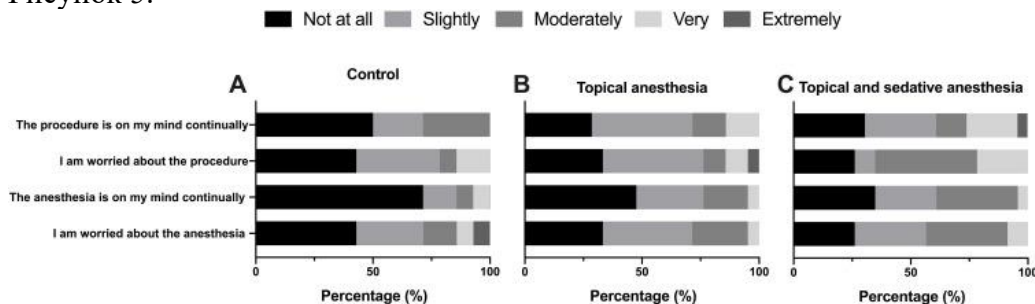 Not at all Slightly Moderately Very Extremely
A Control
B Topical anesthesia
C Topical and sedative anesthesia
The procedure is on my mind continually
I am worried about the procedure
The anesthesia is on my mind continually
I am worried about the anesthesia
0 50 100
0 50 100
0 50 100
Percentage (%)
Percentage (%)
Percentage (%)